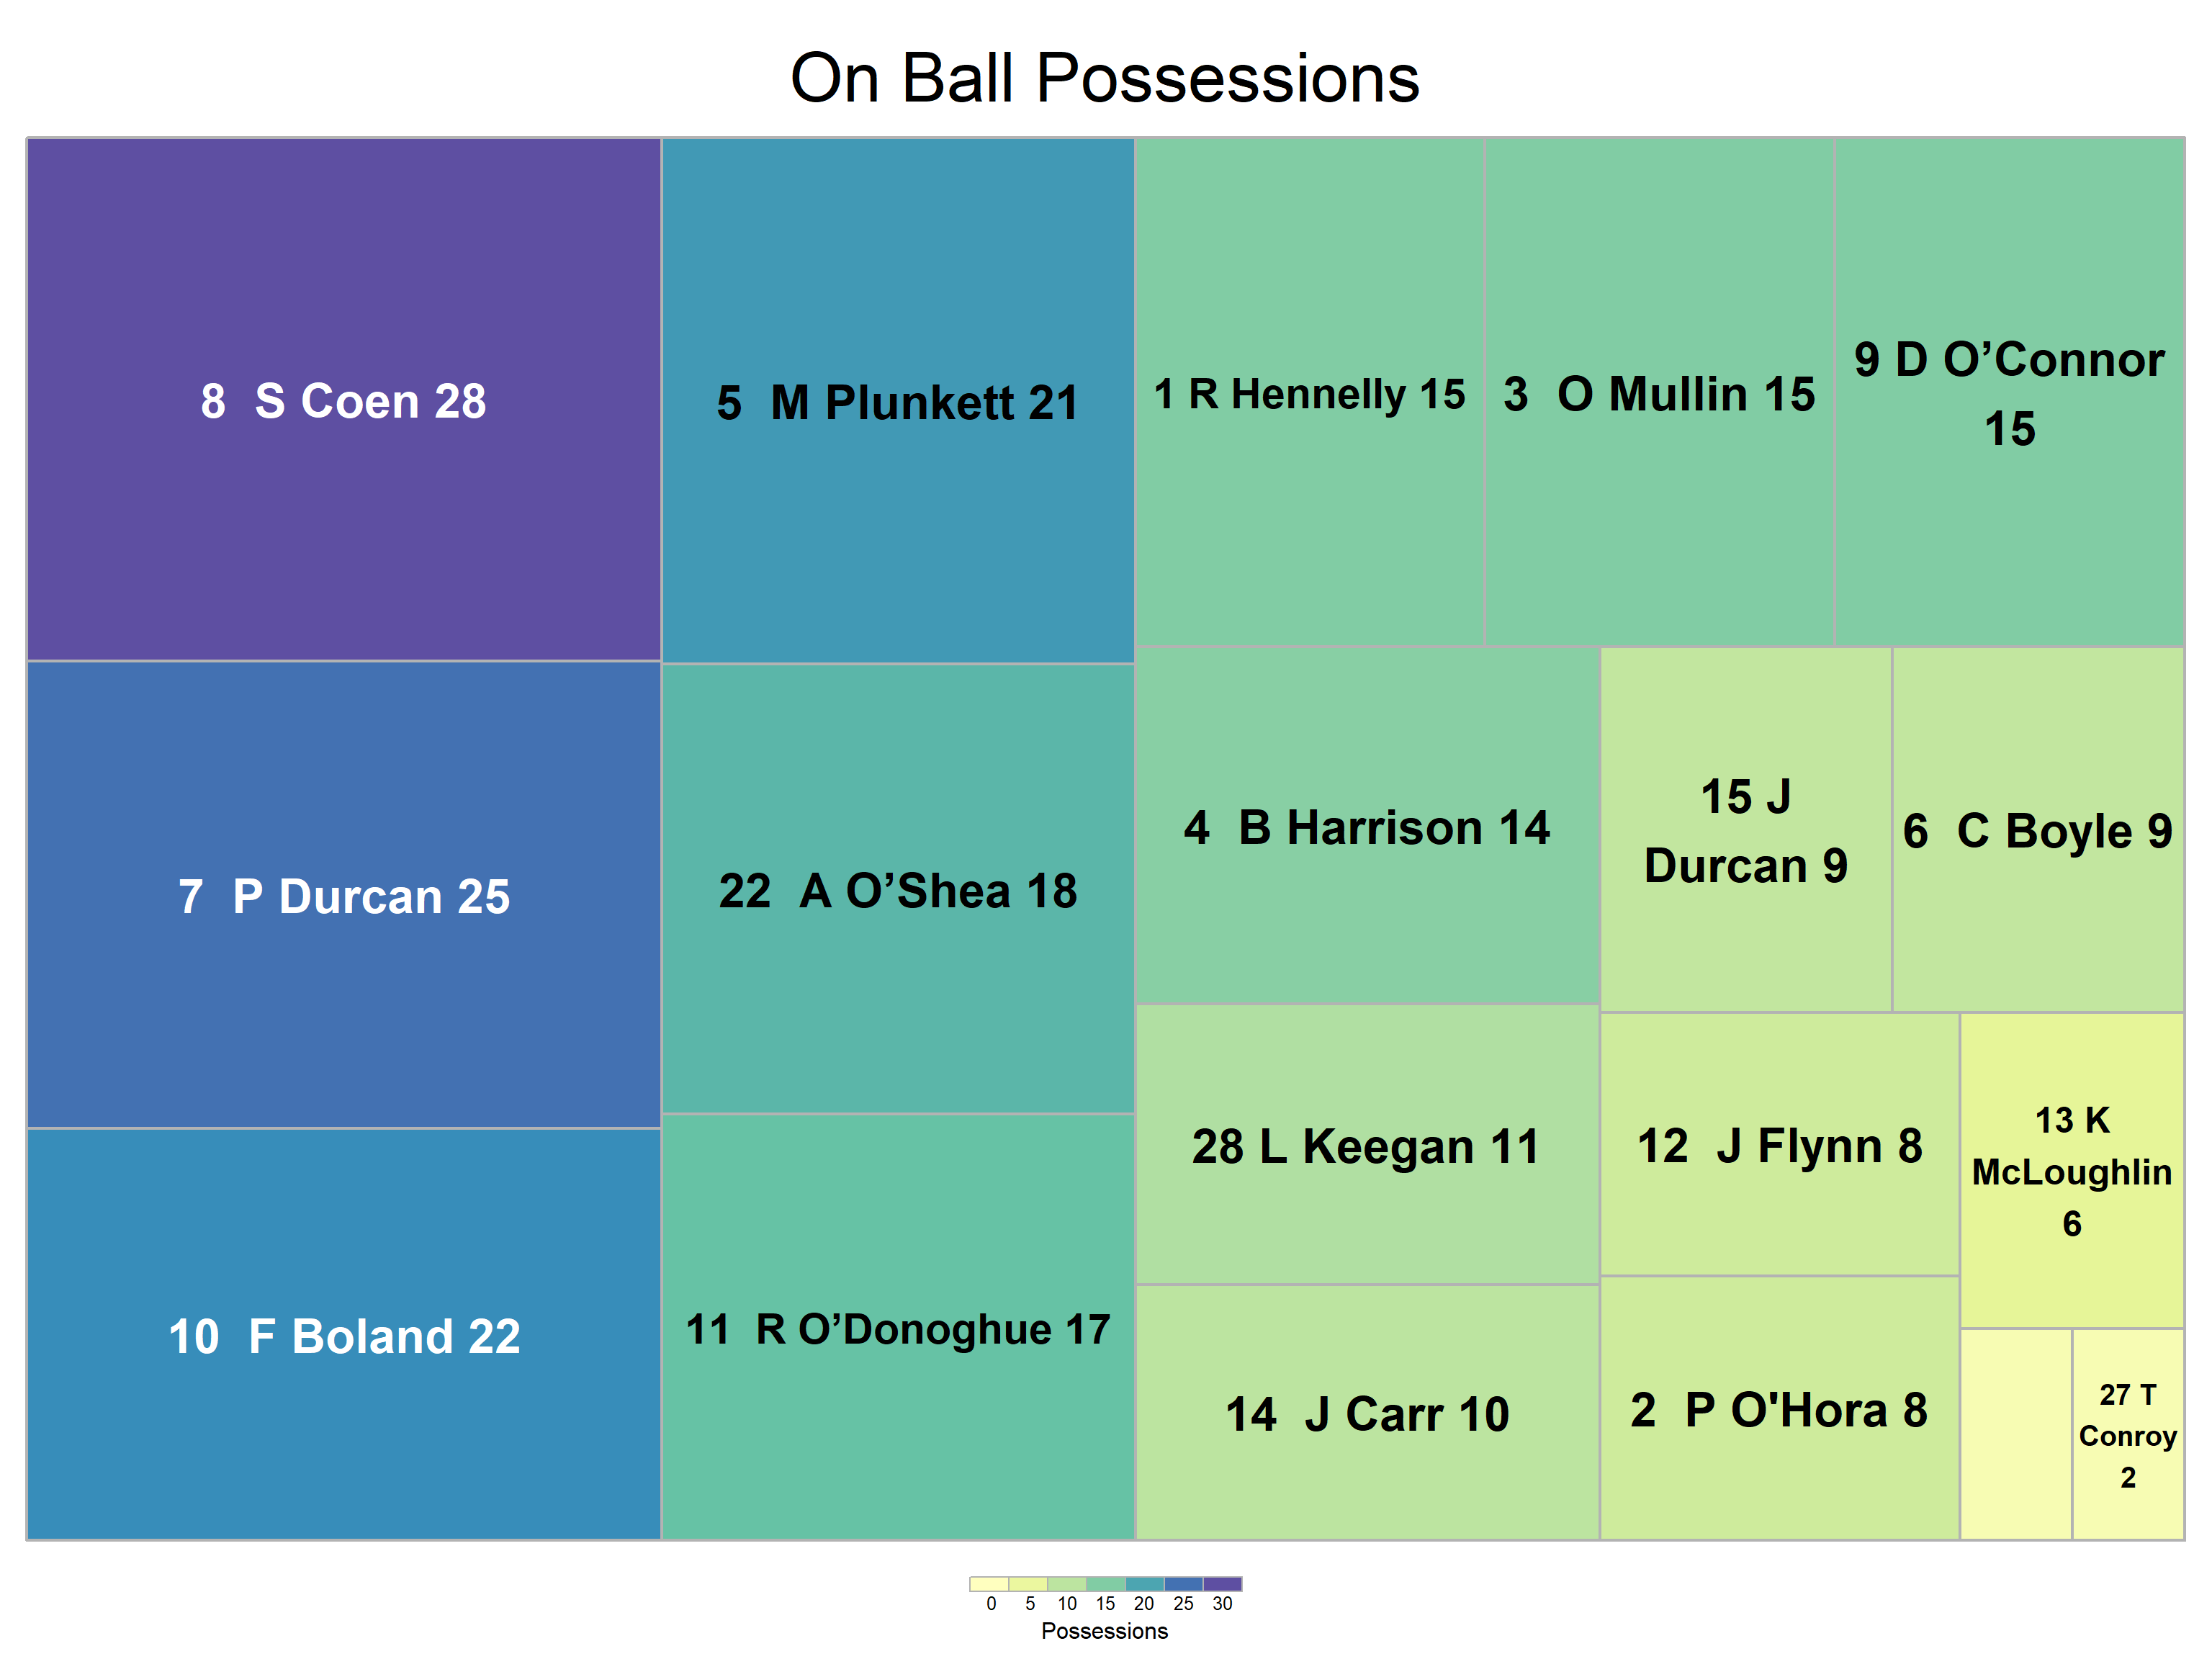 On Ball Possessions
8  S Coen 28
5  M Plunkett 21
1 R Hennelly 15
3  O Mullin 15
9 D O’Connor
15
7  P Durcan 25
22  A O’Shea 18
4  B Harrison 14
15 J
Durcan 9
6  C Boyle 9
10  F Boland 22
11  R O’Donoghue 17
28 L Keegan 11
12  J Flynn 8
13 K
McLoughlin
6
14  J Carr 10
2  P O'Hora 8
27 T
Conroy
2
0 5 10 15 20 25 30
Possessions